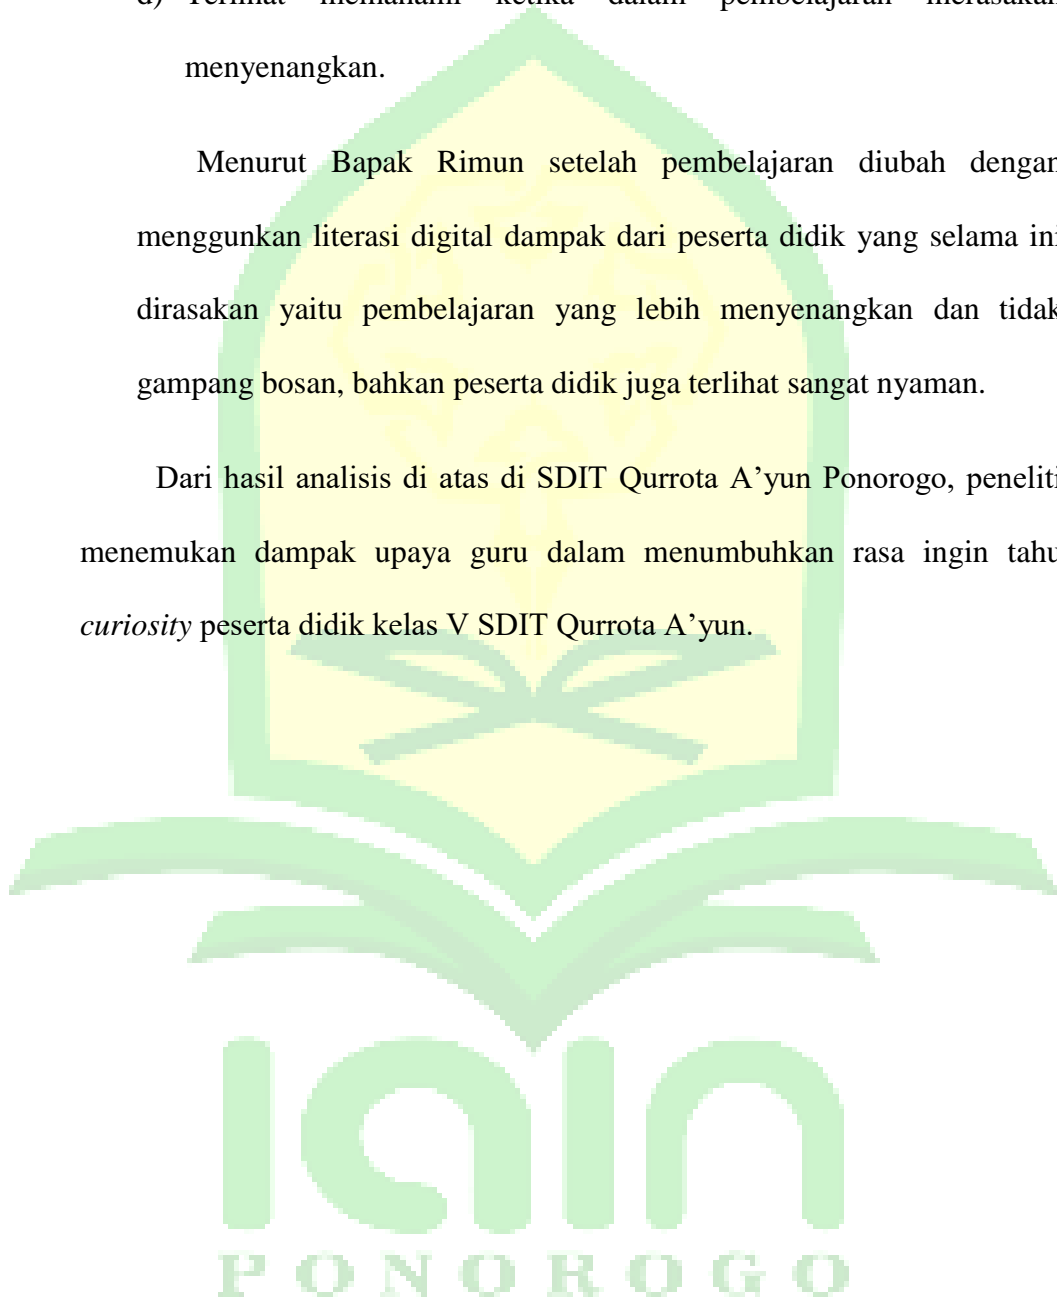 d) Terlihat memahami ketika dalam pembelajaran merasakan
menyenangkan.
Menurut Bapak Rimun setelah pembelajaran diubah dengan
menggunkan literasi digital dampak dari peserta didik yang selama ini
dirasakan yaitu pembelajaran yang lebih menyenangkan dan tidak
gampang bosan, bahkan peserta didik juga terlihat sangat nyaman.
Dari hasil analisis di atas di SDIT Qurrota A’yun Ponorogo, peneliti
menemukan dampak upaya guru dalam menumbuhkan rasa ingin tahu
curiosity peserta didik kelas V SDIT Qurrota A’yun.
iain
PONOROGO